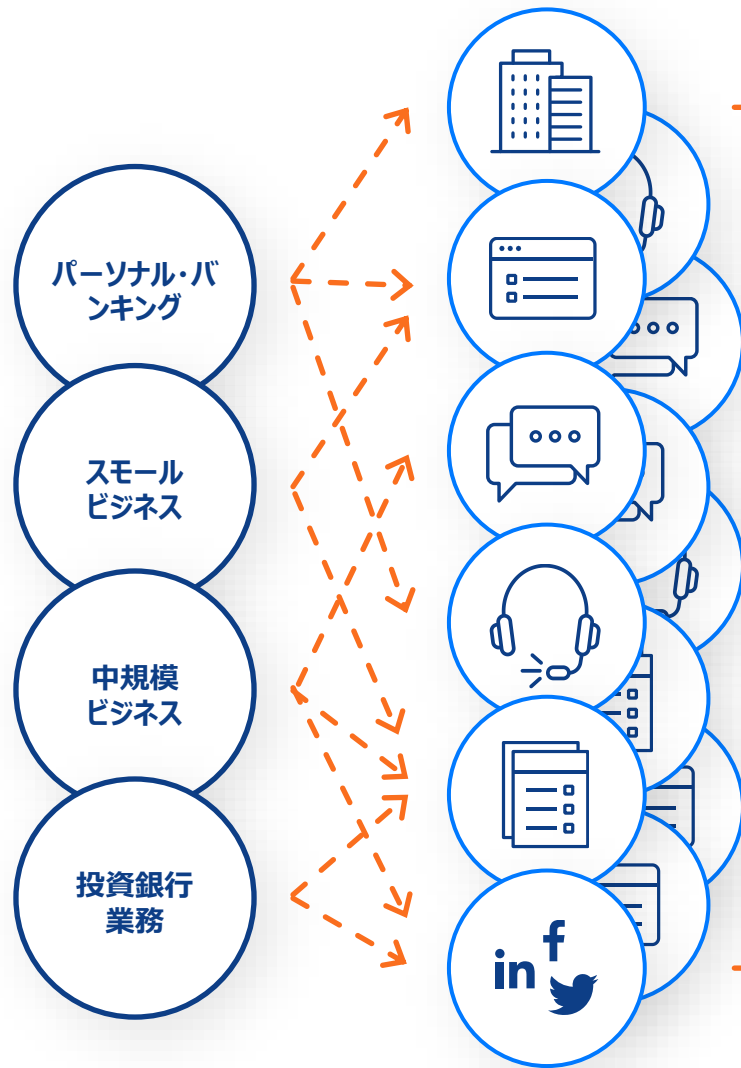 パーソナル・バ
ンキング
スモール
ビジネス
中規模
ビジネス
投資銀行
業務
in
f